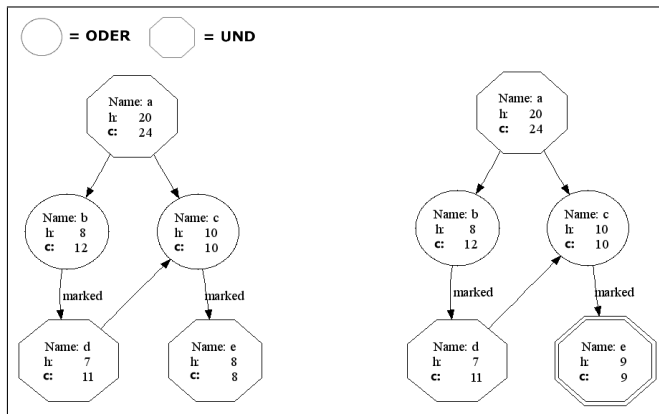 = ODER
= UND
Name: a
h: 20
c: 24
Name: b
h: 8
c: 12
Name: c
h: 10
c: 10
marked
marked
Name: d
h: 7
c: 11
Name: e
h: 8
c: 8
Name: a
h: 20
c: 24
Name: b
h: 8
c: 12
Name: c
h: 10
c: 10
marked
marked
Name: d
h: 7
c: 11
Name: e
h: 9
c: 9